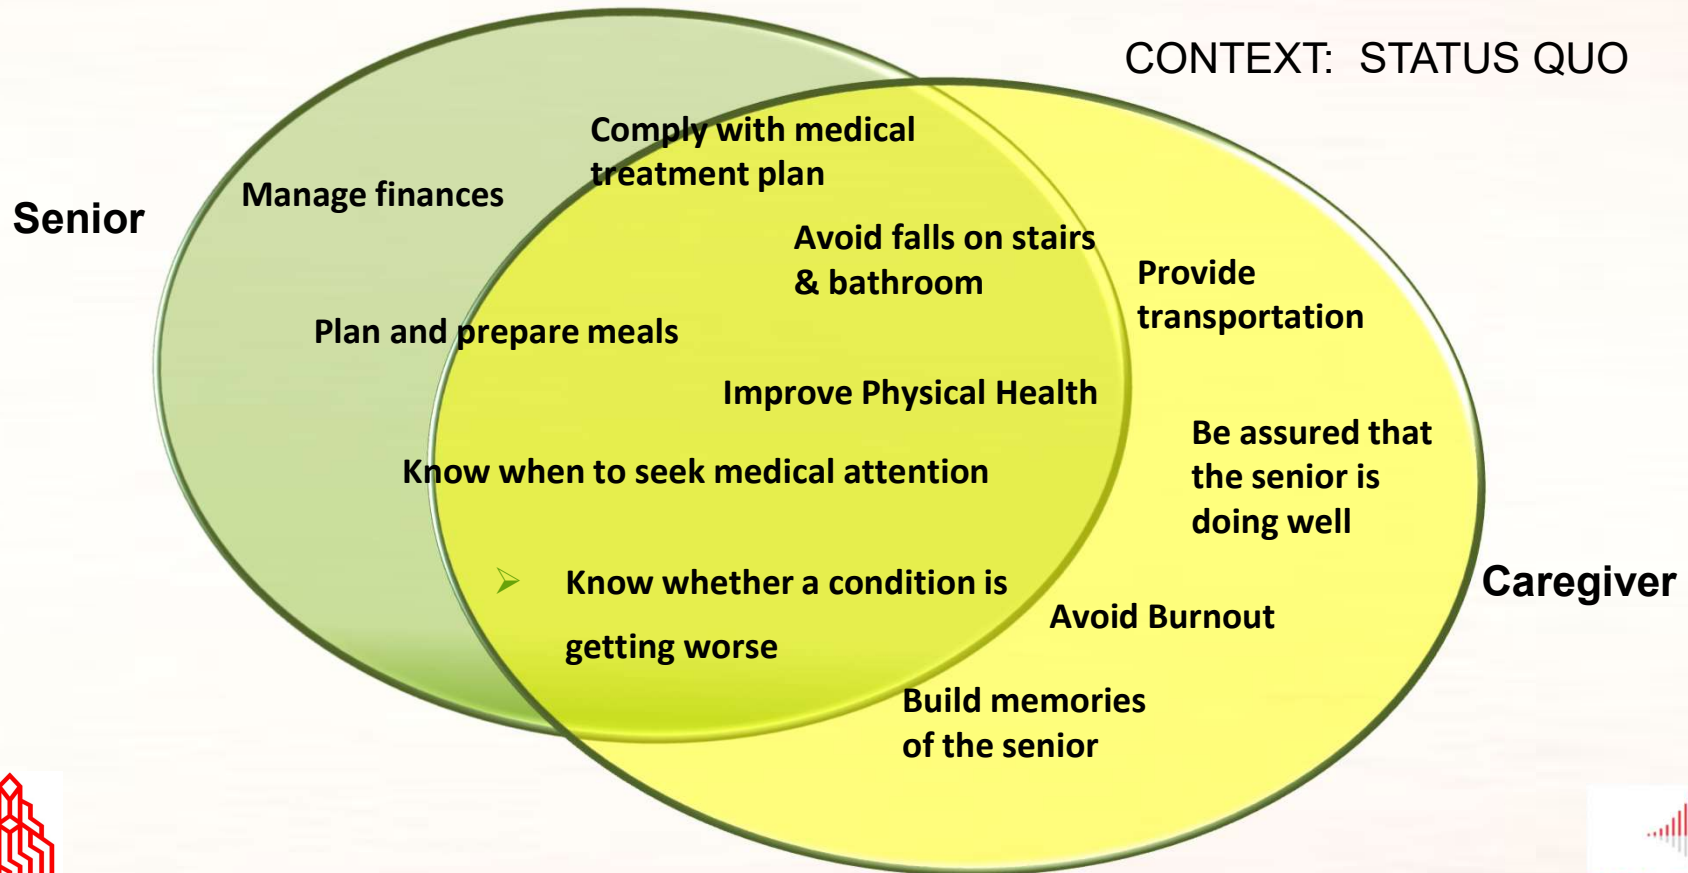 CONTEXT: STATUS QUO
Comply with medical
treatment plan
Manage finances
Senior
Avoid falls on stairs
& bathroom
Provide
transportation
Plan and prepare meals
Improve Physical Health
Be assured that
the senior is
doing well
Know when to seek medical attention
➢ Know whether a condition is
getting worse
Caregiver
Avoid Burnout
Build memories
of the senior